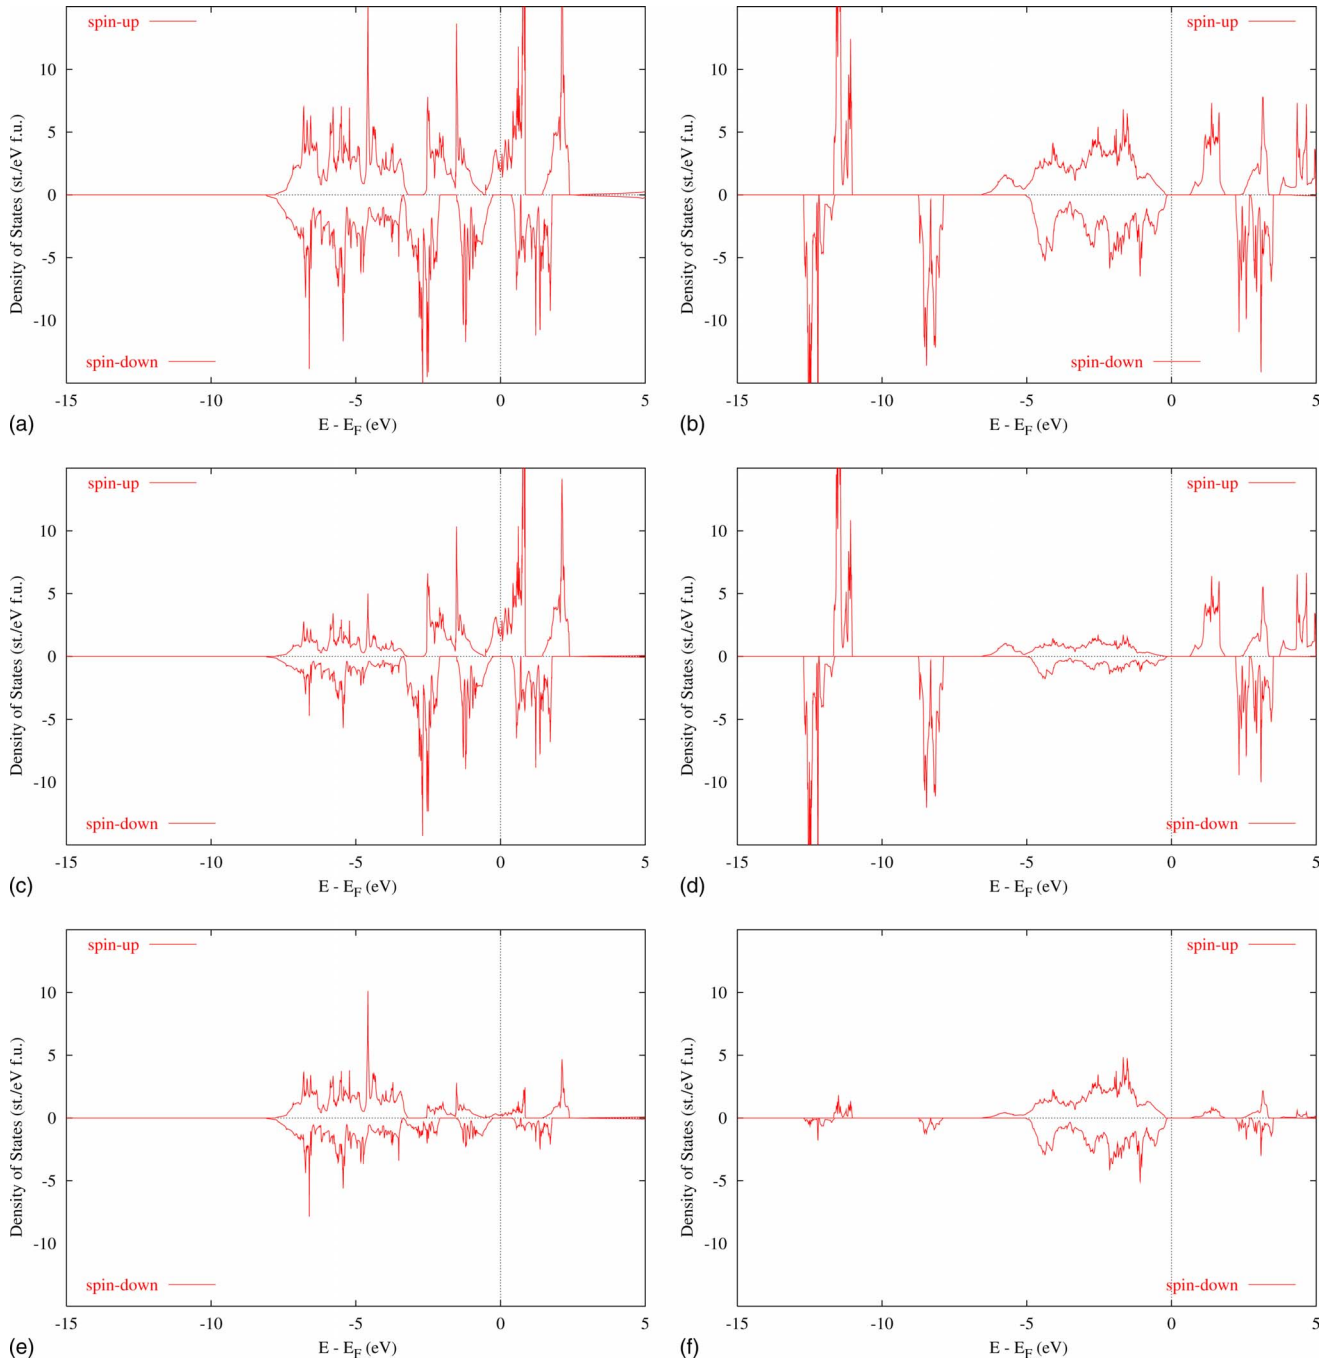 spin-up
spin-down
Density of States (st./eV f.u.)
10
5
0
-5
-10
-15 -10 -5 0 5
E - E_F (eV)
(a)
spin-up
spin-down
Density of States (st./eV f.u.)
10
5
0
-5
-10
-15 -10 -5 0 5
E - E_F (eV)
(b)
spin-up
spin-down
Density of States (st./eV f.u.)
10
5
0
-5
-10
-15 -10 -5 0 5
E - E_F (eV)
(c)
spin-up
spin-down
Density of States (st./eV f.u.)
10
5
0
-5
-10
-15 -10 -5 0 5
E - E_F (eV)
(d)
spin-up
spin-down
Density of States (st./eV f.u.)
10
5
0
-5
-10
-15 -10 -5 0 5
E - E_F (eV)
(e)
spin-up
spin-down
Density of States (st./eV f.u.)
10
5
0
-5
-10
-15 -10 -5 0 5
E - E_F (eV)
(f)